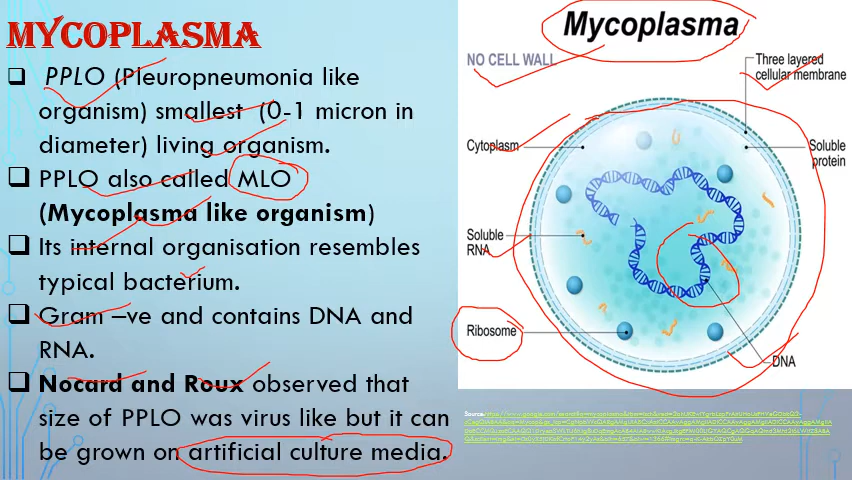 MYCOPLASMA
PPLO (Pleuropneumonia like
organism) smallest (0-1 micron in
diameter) living organism.
PPLO also called MLO
(Mycoplasma like organism)
Its internal organisation resembles
typical bacterium.
Gram –ve and contains DNA and
RNA.
Nocard and Roux observed that
size of PPLO was virus like but it can
be grown on artificial culture media.
Mycoplasma
NO CELL WALL
Three layered
cellular membrane
Cytoplasm
Soluble
protein
Soluble
RNA
Ribosome
DNA
Source: